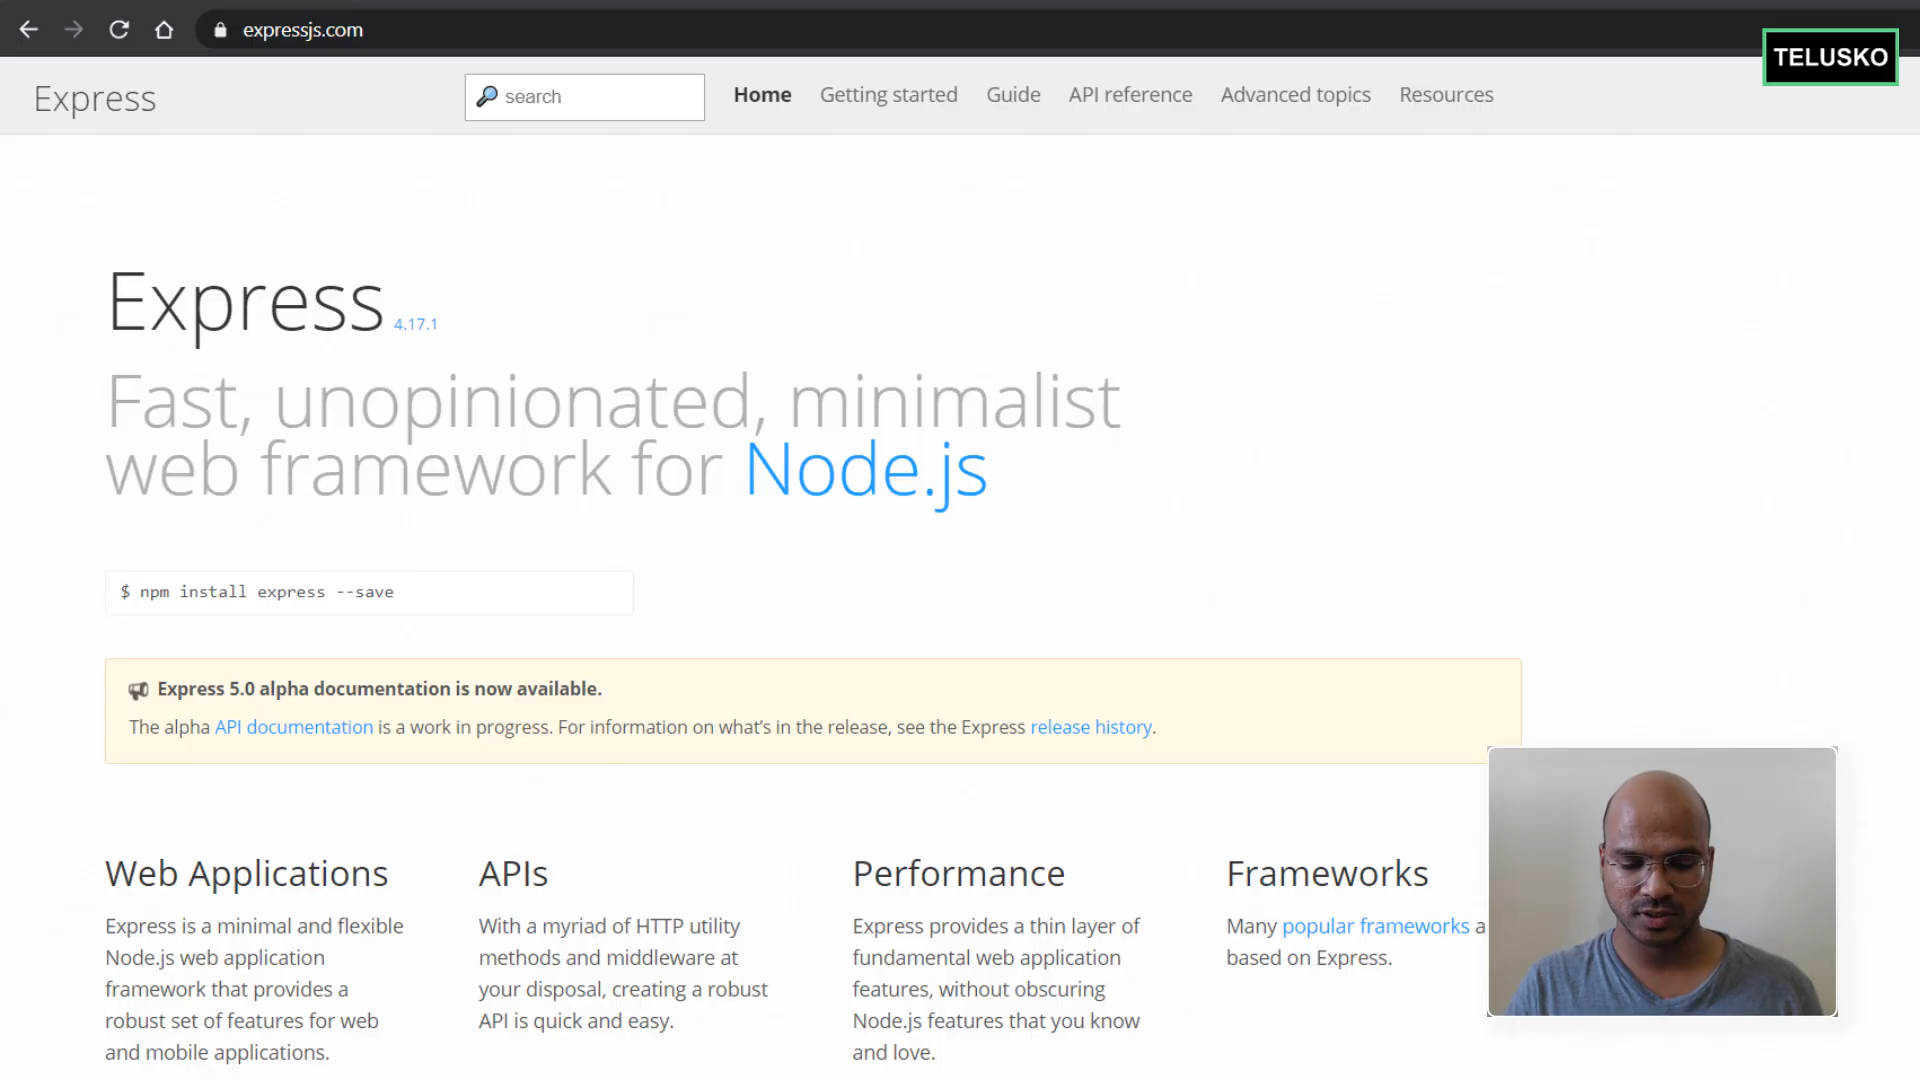 expressjs.com
TELUSKO
Express
search
Home
Getting started
Guide
API reference
Advanced topics
Resources
Express 4.17.1
Fast, unopinionated, minimalist
web framework for Node.js
$ npm install express --save
Express 5.0 alpha documentation is now available.
The alpha API documentation is a work in progress. For information on what’s in the release, see the Express release history.
Web Applications
Express is a minimal and flexible
Node.js web application
framework that provides a
robust set of features for web
and mobile applications.
APIs
With a myriad of HTTP utility
methods and middleware at
your disposal, creating a robust
API is quick and easy.
Performance
Express provides a thin layer of
fundamental web application
features, without obscuring
Node.js features that you know
and love.
Frameworks
Many popular frameworks a
based on Express.